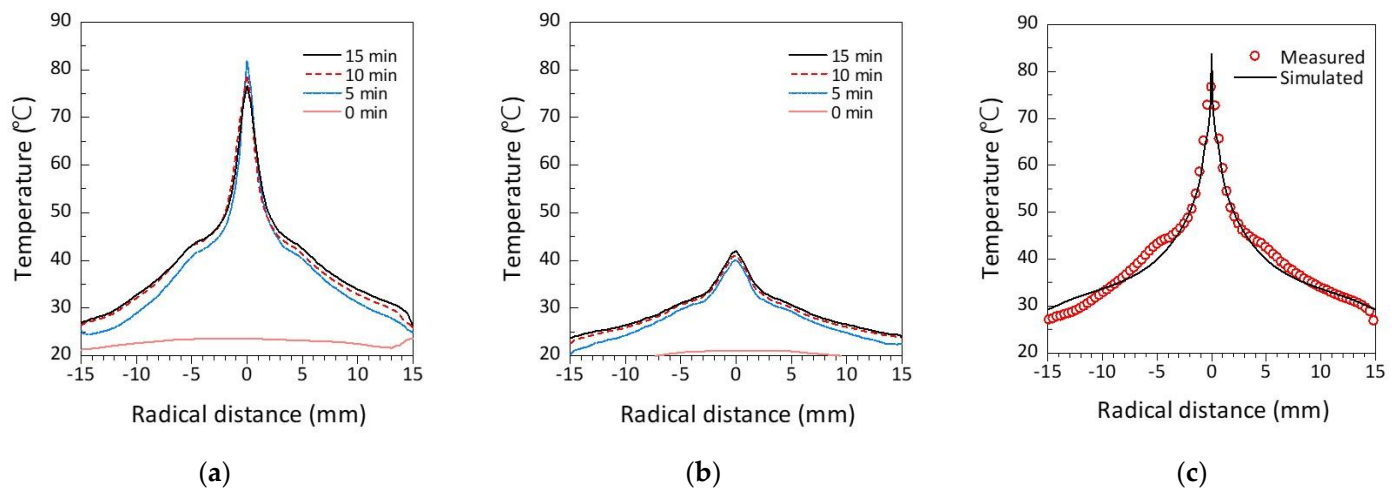 90
80
70
60
50
40
30
20
Temperature (℃)
15 min
10 min
5 min
0 min
-15 -10 -5 0 5 10 15
Radical distance (mm)
(a)
90
80
70
60
50
40
30
20
Temperature (℃)
15 min
10 min
5 min
0 min
-15 -10 -5 0 5 10 15
Radical distance (mm)
(b)
90
80
70
60
50
40
30
20
Temperature (℃)
Measured
Simulated
-15 -10 -5 0 5 10 15
Radical distance (mm)
(c)